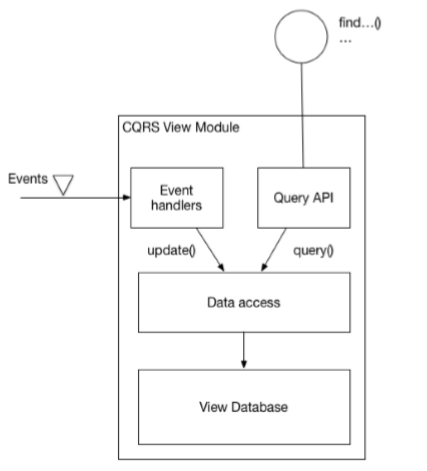 find...()
...
CQRS View Module
Events
Event
handlers
Query API
update()
query()
Data access
View Database